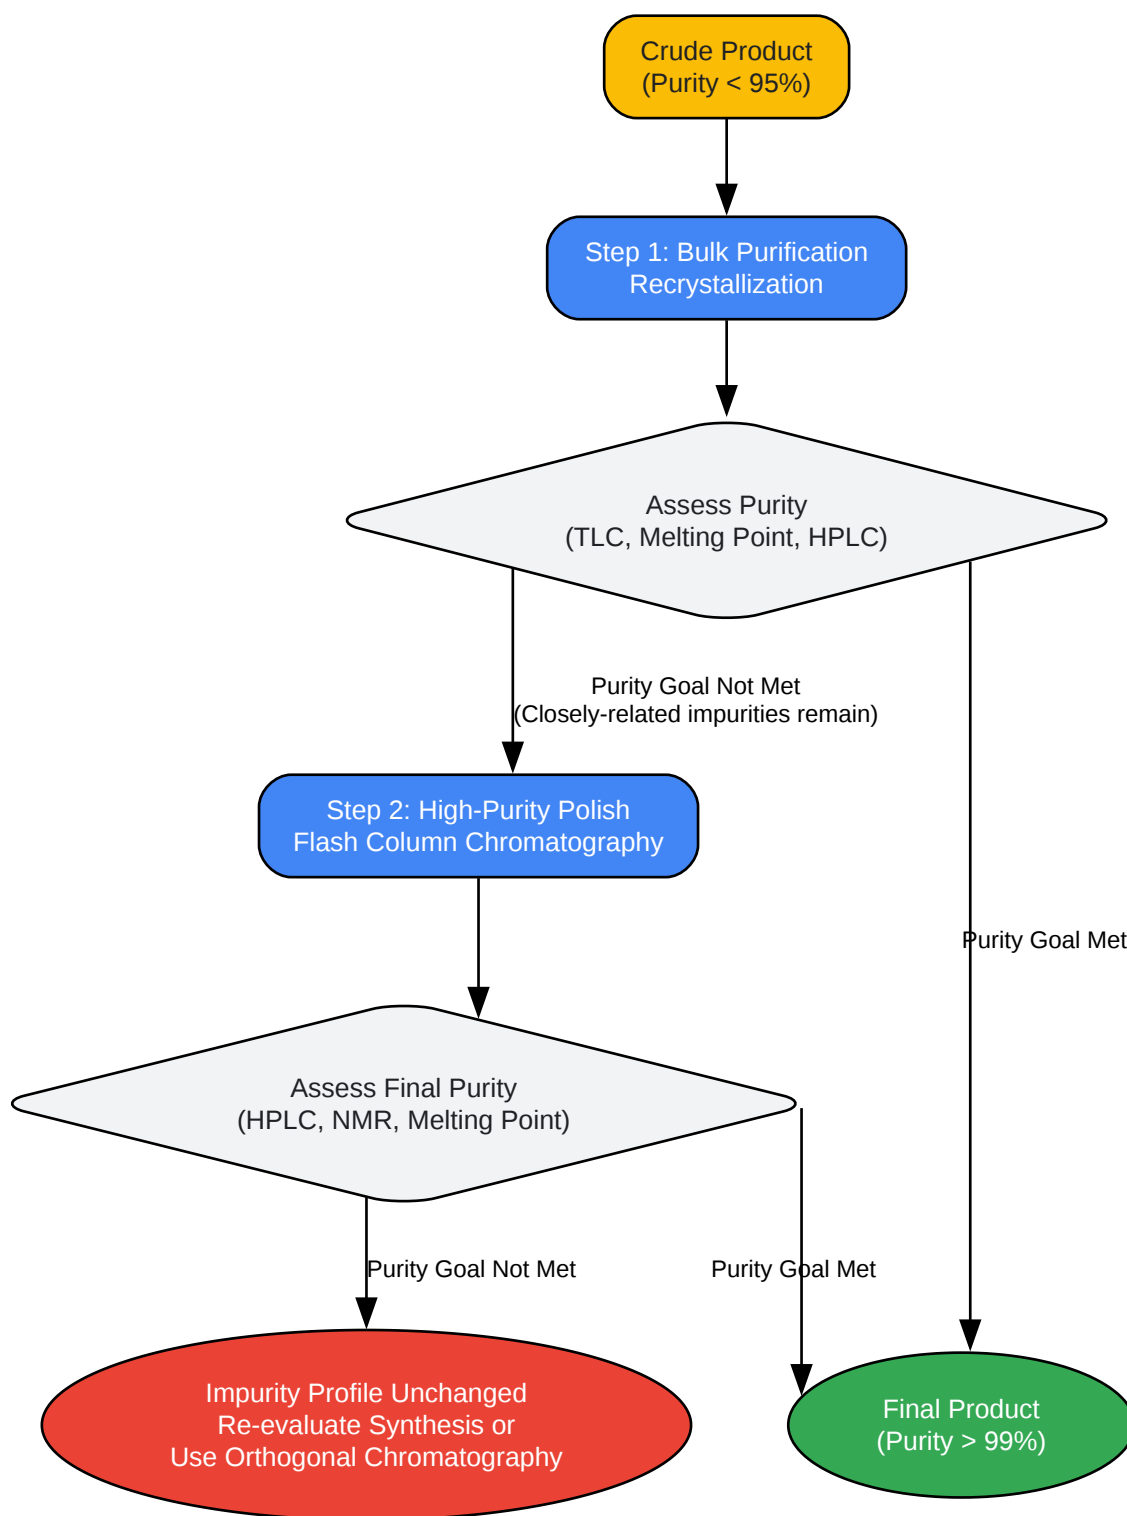 Crude Product
(Purity < 95%)
Step 1: Bulk Purification
Recrystallization
Assess Purity
(TLC, Melting Point, HPLC)
Purity Goal Not Met
(Closely-related impurities remain)
Step 2: High-Purity Polish
Flash Column Chromatography
Purity Goal Met
Assess Final Purity
(HPLC, NMR, Melting Point)
Purity Goal Not Met
Purity Goal Met
Impurity Profile Unchanged
Re-evaluate Synthesis or
Use Orthogonal Chromatography
Final Product
(Purity > 99%)